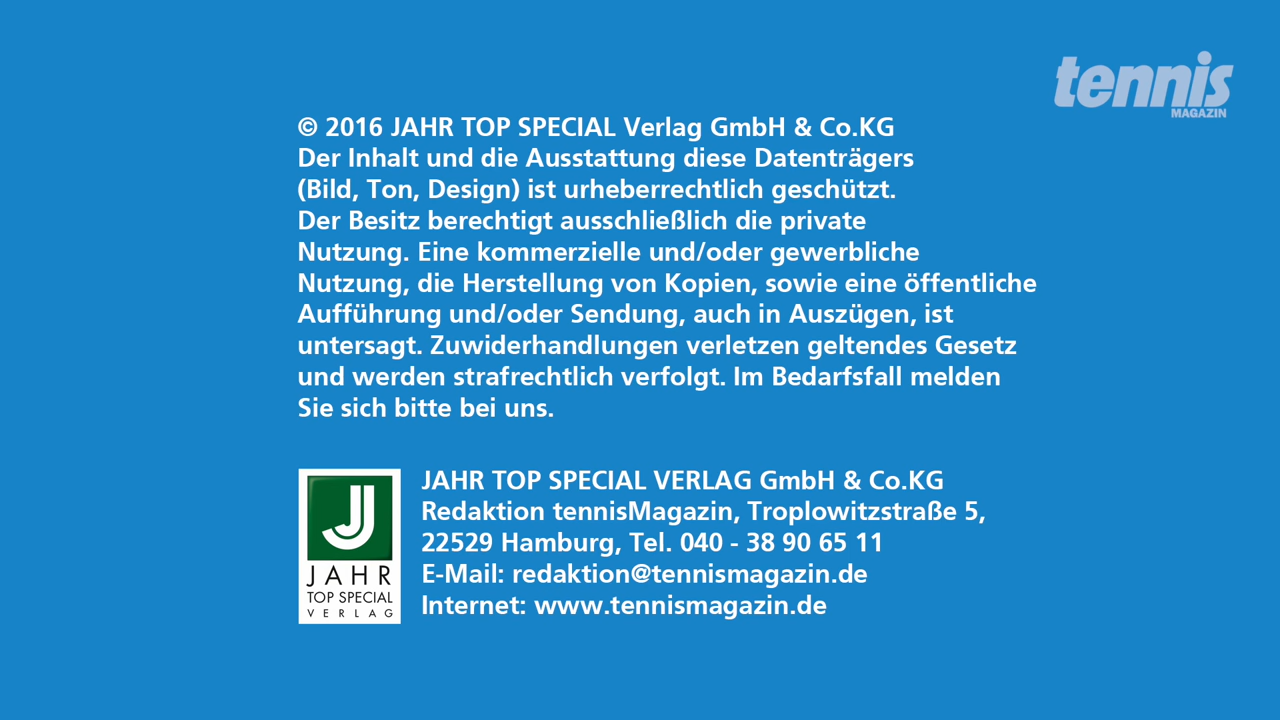 tennis
MAGAZIN
© 2016 JAHR TOP SPECIAL Verlag GmbH & Co.KG
Der Inhalt und die Ausstattung diese Datenträgers
(Bild, Ton, Design) ist urheberrechtlich geschützt.
Der Besitz berechtigt ausschließlich die private
Nutzung. Eine kommerzielle und/oder gewerbliche
Nutzung, die Herstellung von Kopien, sowie eine öffentliche
Aufführung und/oder Sendung, auch in Auszügen, ist
untersagt. Zuwiderhandlungen verletzen geltendes Gesetz
und werden strafrechtlich verfolgt. Im Bedarfsfall melden
Sie sich bitte bei uns.
J
JAHR
TOP SPECIAL
VERLAG
JAHR TOP SPECIAL VERLAG GmbH & Co.KG
Redaktion tennisMagazin, Troplowitzstraße 5,
22529 Hamburg, Tel. 040 - 38 90 65 11
E-Mail: redaktion@tennismagazin.de
Internet: www.tennismagazin.de